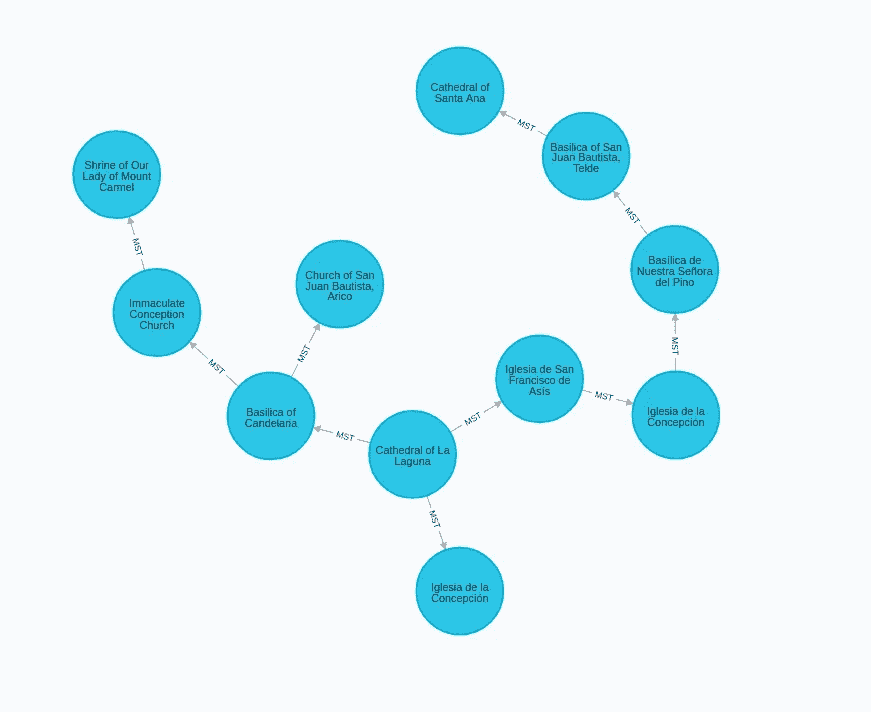 Cathedral of
Santa Ana
MST
Basilica of San
Juan Bautista,
Telde
Shrine of Our
Lady of Mount
Carmel
MST
MST
Basílica de
Nuestra Señora
del Pino
Church of San
Juan Bautista,
Arico
Immaculate
Conception
Church
MST
MST
MST
Iglesia de San
Francisco de
Asís
MST
Iglesia de la
Concepción
Basilica of
Candelaria
MST
MST
Cathedral of La
Laguna
MST
Iglesia de la
Concepción